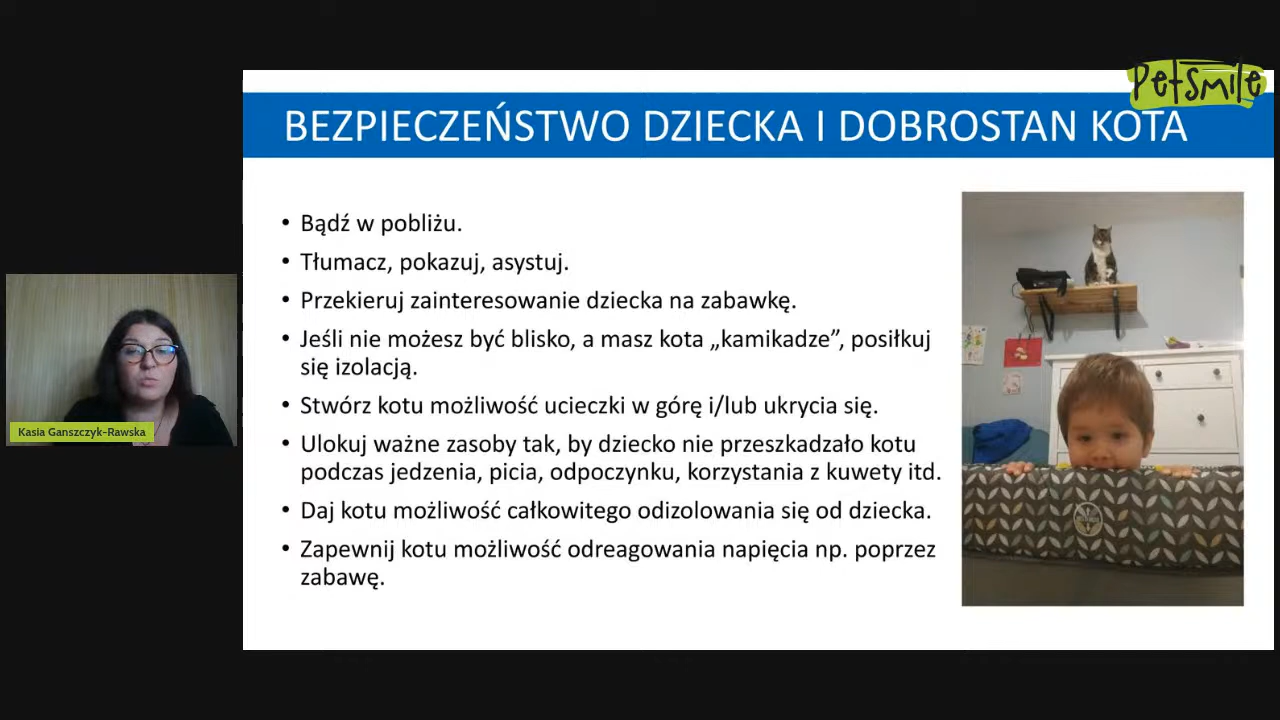 PetSmile
BEZPIECZEŃSTWO DZIECKA I DOBROSTAN KOTA
• Bądź w pobliżu.
• Tłumacz, pokazuj, asystuj.
• Przekieruj zainteresowanie dziecka na zabawkę.
• Jeśli nie możesz być blisko, a masz kota „kamikadze”, posiłkuj
się izolacją.
• Stwórz kotu możliwość ucieczki w górę i/lub ukrycia się.
• Ulokuj ważne zasoby tak, by dziecko nie przeszkadzało kotu
podczas jedzenia, picia, odpoczynku, korzystania z kuwety itd.
• Daj kotu możliwość całkowitego odizolowania się od dziecka.
• Zapewnij kotu możliwość odreagowania napięcia np. poprzez
zabawę.
Kasia Ganszczyk-Rawska